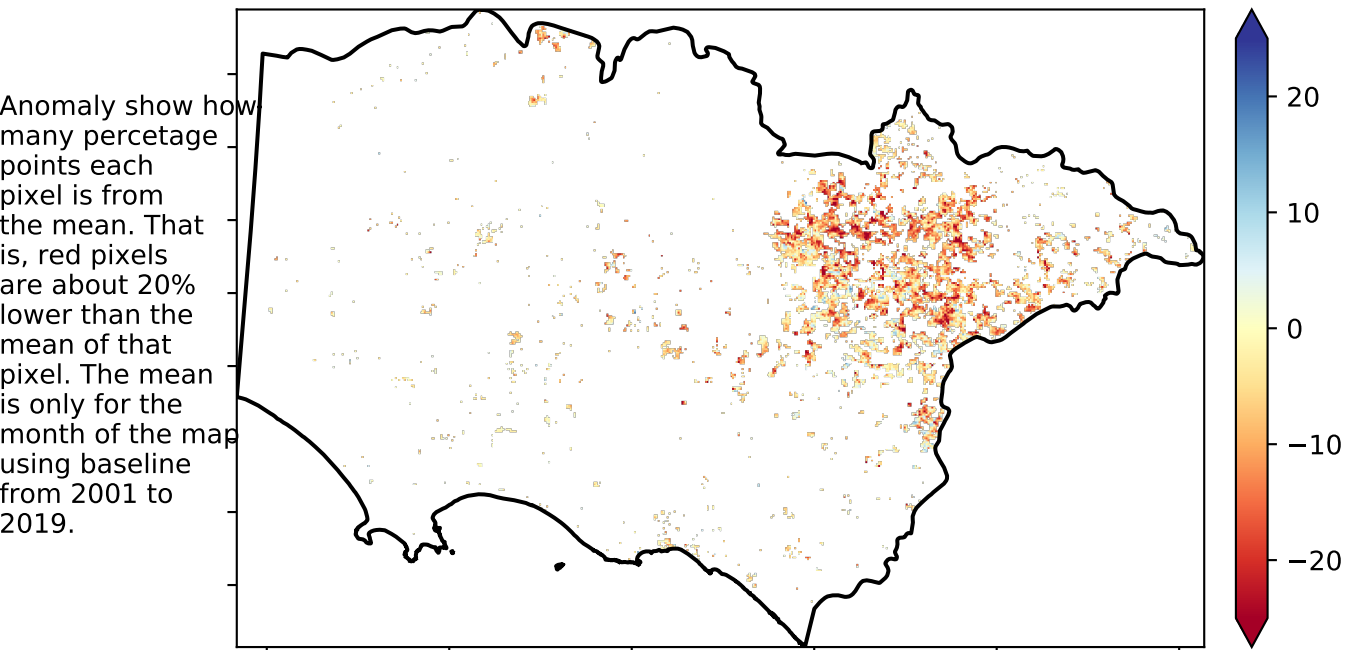 Anomaly show how
many percetage
points each
pixel is from
the mean. That
is, red pixels
are about 20%
lower than the
mean of that
pixel. The mean
is only for the
month of the map
using baseline
from 2001 to
2019.
20
10
0
−10
−20